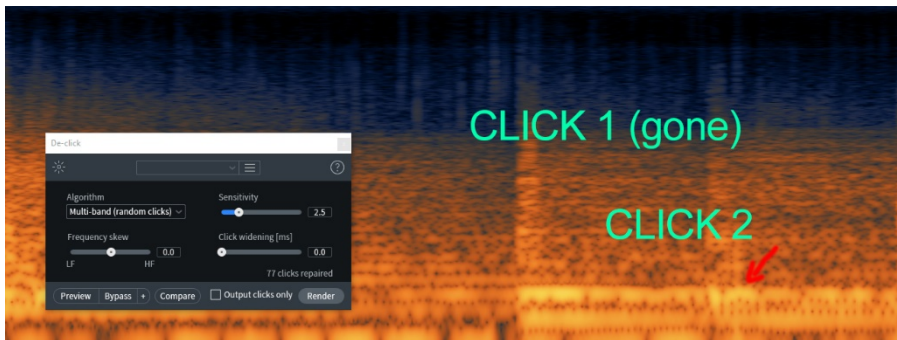 CLICK 1 (gone)
De-click
?
Algorithm
Sensitivity
Multi-band (random clicks)
2.5
Frequency skew
Click widening [ms]
0.0
0.0
LF
HF
77 clicks repaired
Preview
Bypass
+
Compare
Output clicks only
Render
CLICK 2